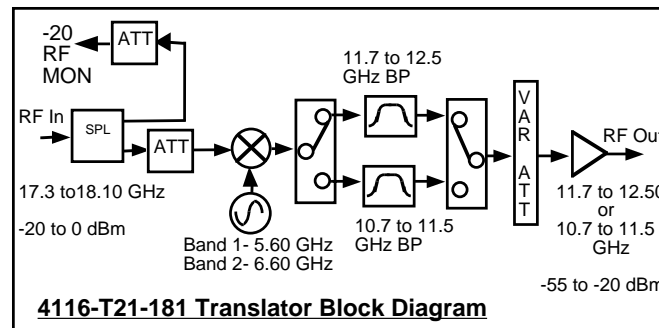 -20
RF
MON
ATT
RF In
SPL
ATT
17.3 to18.10 GHz
-20 to 0 dBm
Band 1- 5.60 GHz
Band 2- 6.60 GHz
11.7 to 12.5
GHz BP
10.7 to 11.5
GHz BP
VAR ATT
RF Out
11.7 to 12.50
or
10.7 to 11.5
GHz
-55 to -20 dBm
4116-T21-181 Translator Block Diagram